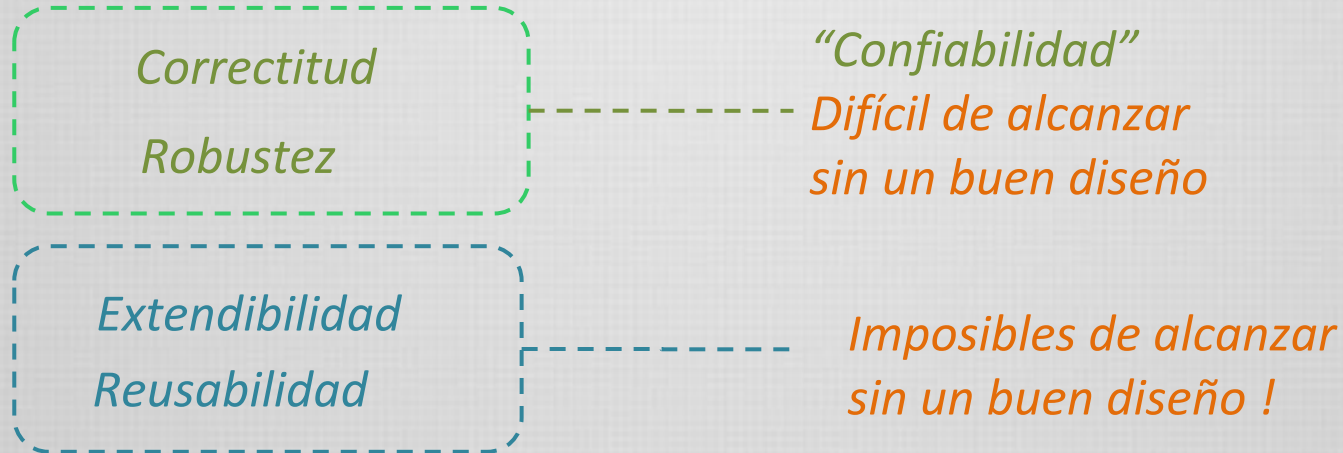 Correctitud
Robustez
“Confiabilidad”
Difícil de alcanzar
sin un buen diseño
Extendibilidad
Reusabilidad
Imposibles de alcanzar
sin un buen diseño !